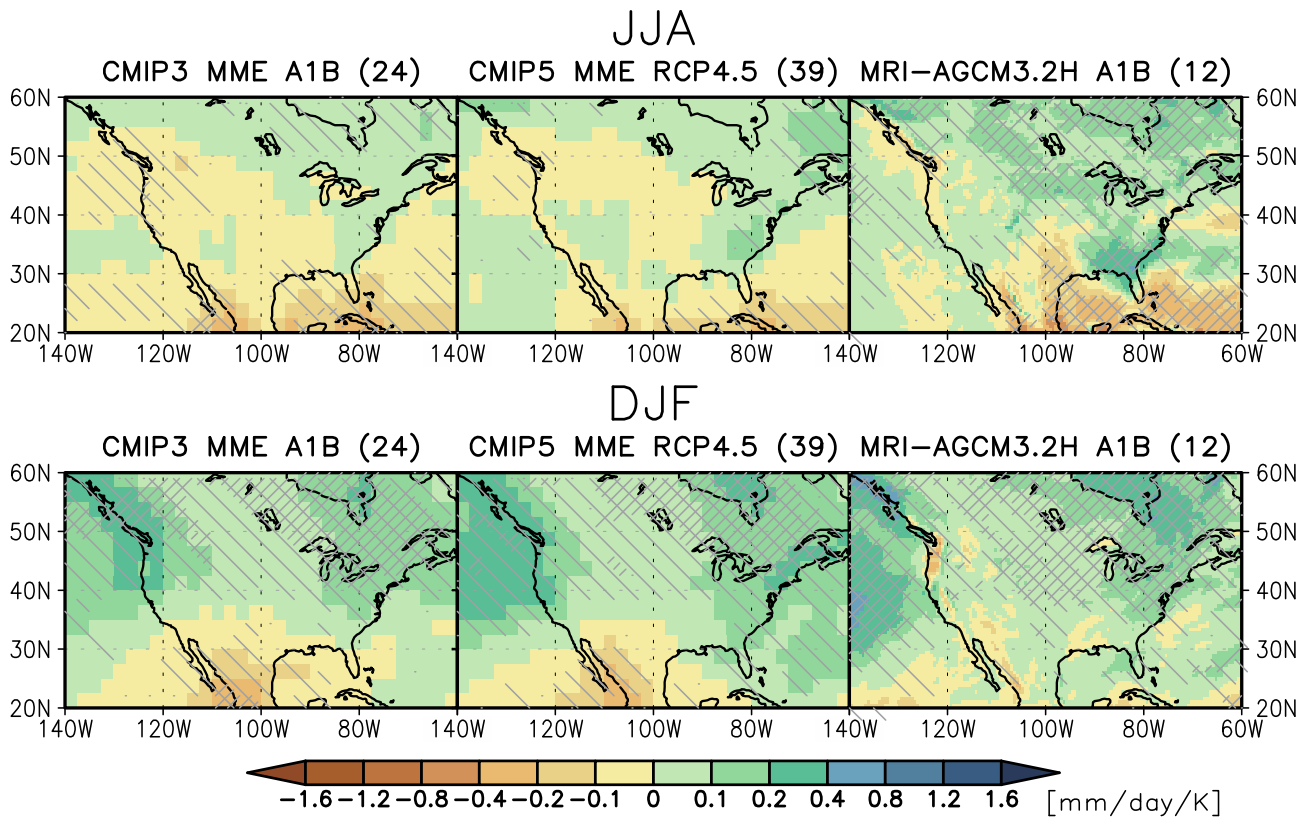 JJA
CMIP3 MME A1B (24) CMIP5 MME RCP4.5 (39) MRI-AGCM3.2H A1B (12)
60N 60N
50N 50N
40N 40N
30N 30N
20N 20N
140W 120W 100W 80W 140W 120W 100W 80W 140W 120W 100W 80W 60W
DJF
CMIP3 MME A1B (24) CMIP5 MME RCP4.5 (39) MRI-AGCM3.2H A1B (12)
60N 60N
50N 50N
40N 40N
30N 30N
20N 20N
140W 120W 100W 80W 140W 120W 100W 80W 140W 120W 100W 80W 60W
-1.6 -1.2 -0.8 -0.4 -0.2 -0.1 0 0.1 0.2 0.4 0.8 1.2 1.6 [mm/day/K]